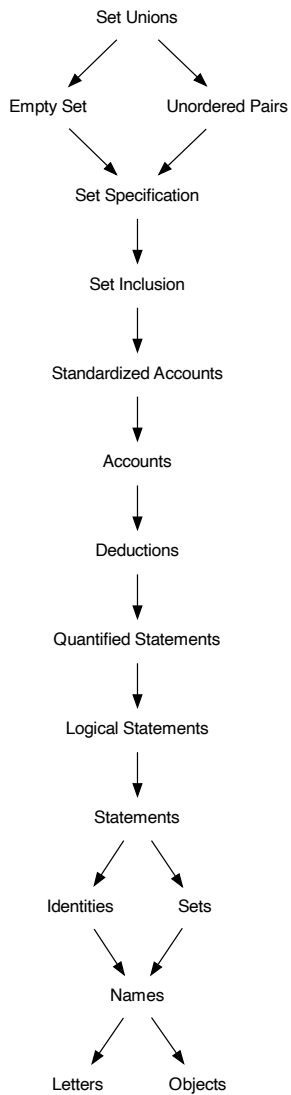 Set Unions
Empty Set
Unordered Pairs
Set Specification
Set Inclusion
Standardized Accounts
Accounts
Deductions
Quantified Statements
Logical Statements
Statements
Identities
Sets
Names
Letters
Objects